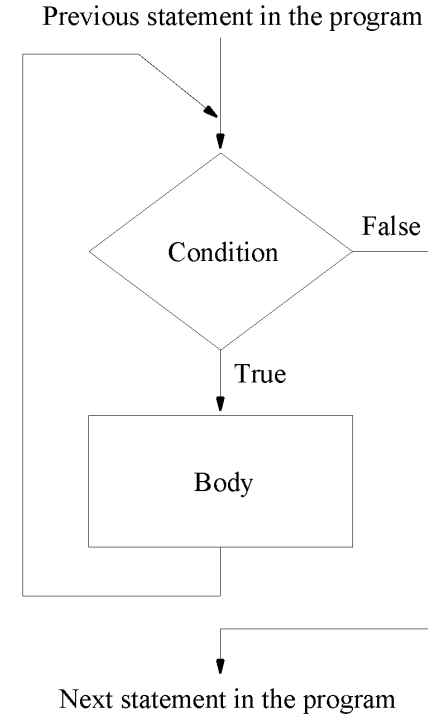 Previous statement in the program
Condition
False
True
Body
Next statement in the program